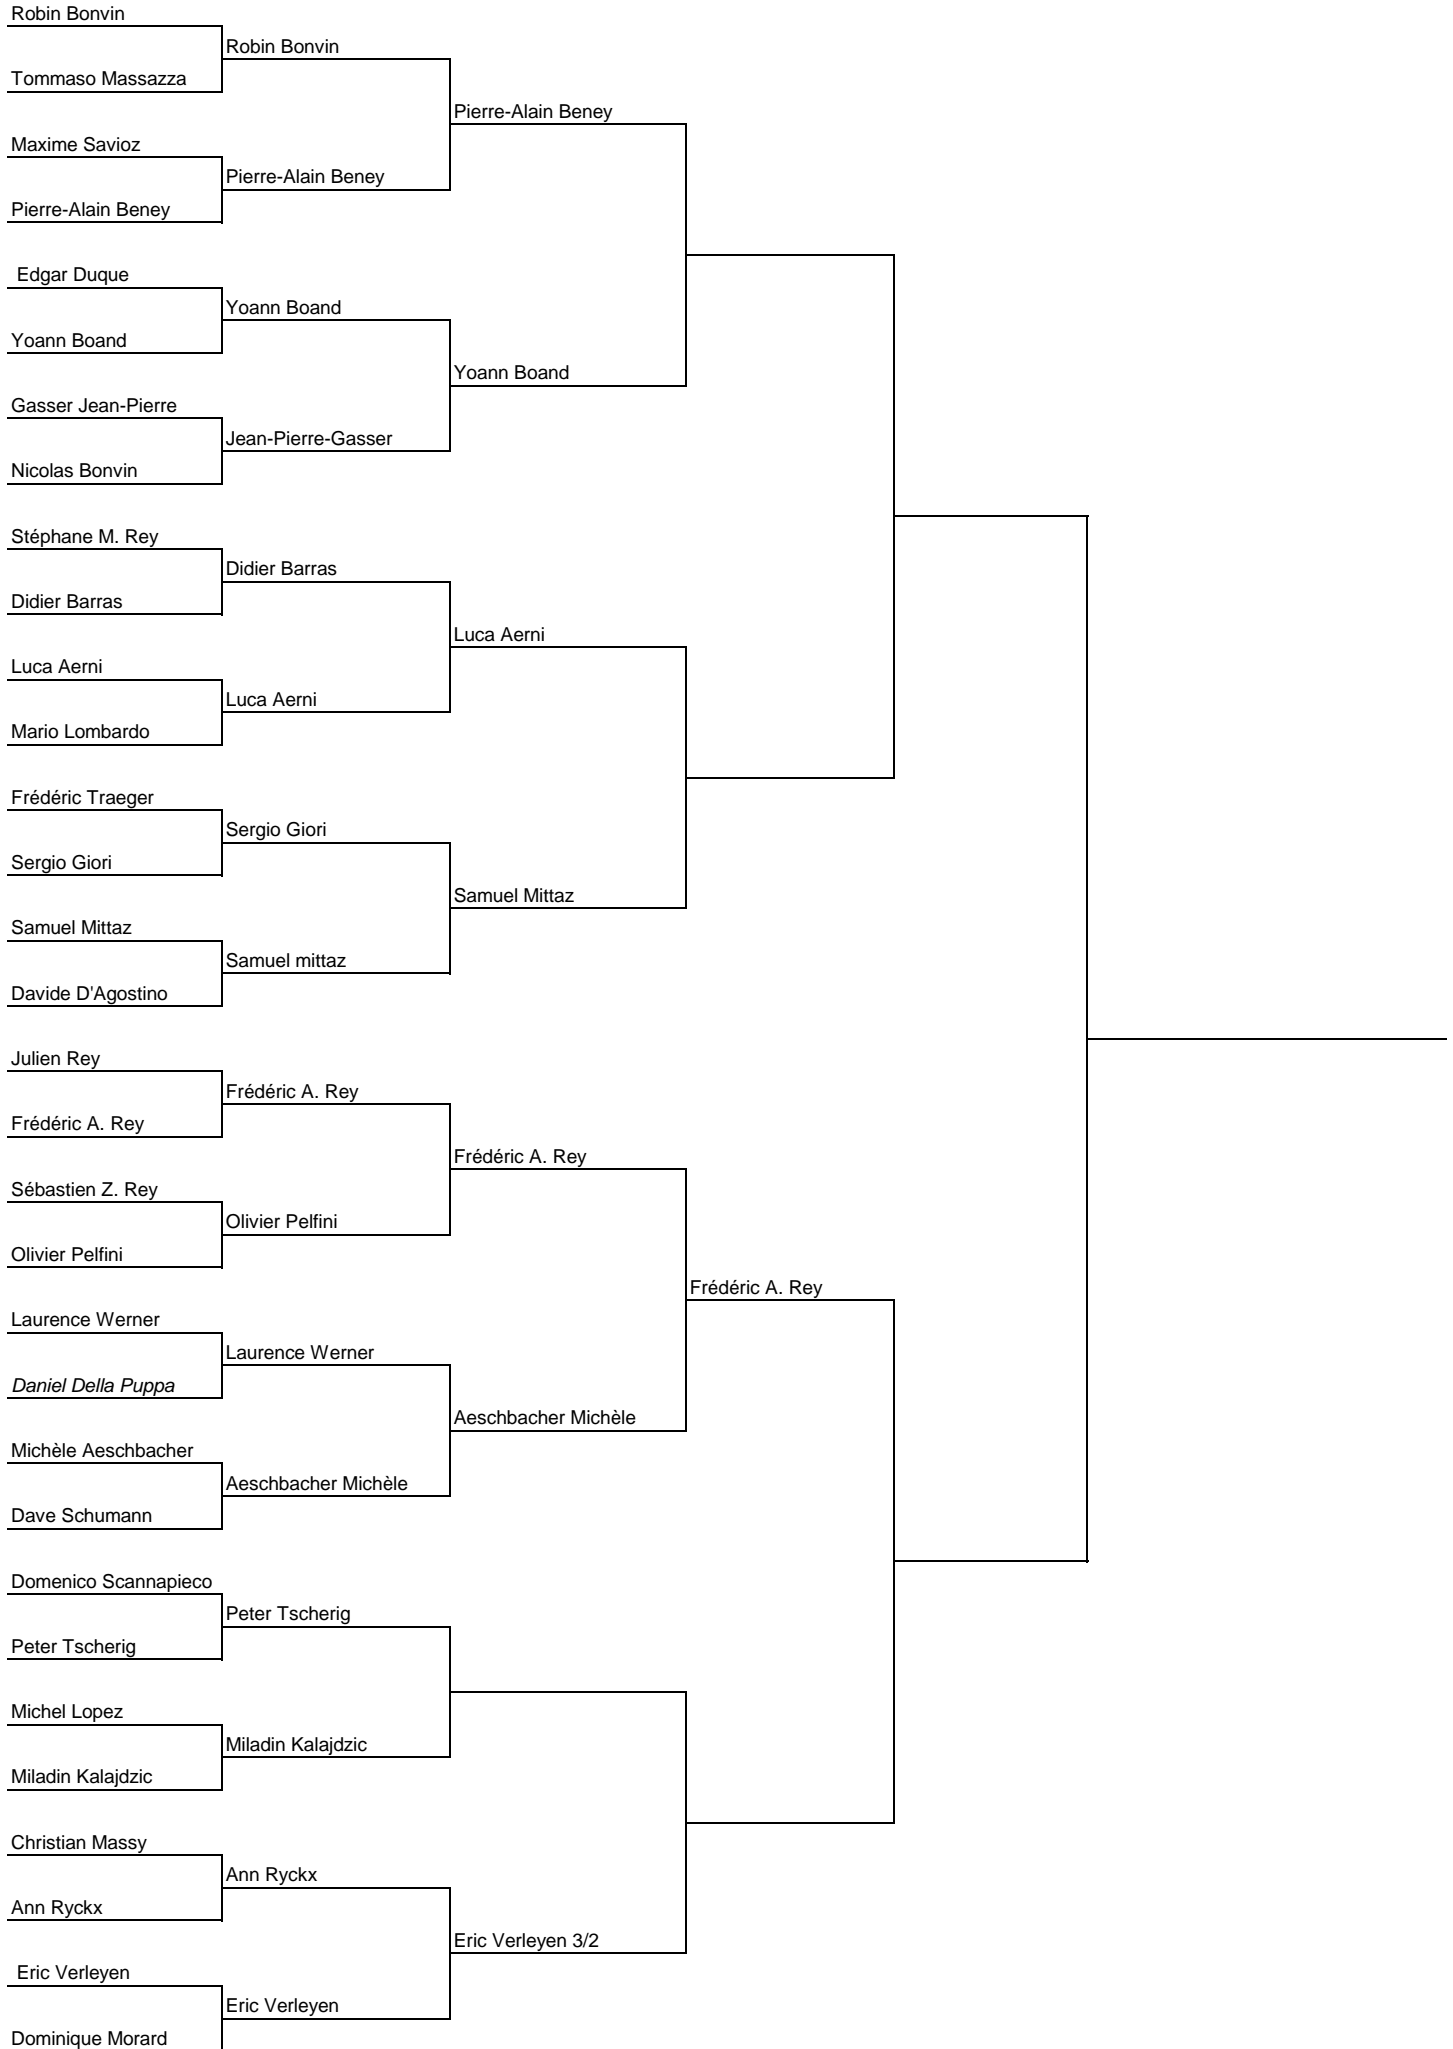 Robin Bonvin
Robin Bonvin
Tommaso Massazza
Pierre-Alain Beney
Maxime Savioz
Pierre-Alain Beney
Pierre-Alain Beney
Edgar Duque
Yoann Boand
Yoann Boand
Yoann Boand
Gasser Jean-Pierre
Jean-Pierre-Gasser
Nicolas Bonvin
Stéphane M. Rey
Didier Barras
Didier Barras
Luca Aerni
Luca Aerni
Luca Aerni
Mario Lombardo
Frédéric Traeger
Sergio Giori
Sergio Giori
Samuel Mittaz
Samuel Mittaz
Samuel mittaz
Davide D'Agostino
Julien Rey
Frédéric A. Rey
Frédéric A. Rey
Frédéric A. Rey
Sébastien Z. Rey
Olivier Pelfini
Olivier Pelfini
Frédéric A. Rey
Laurence Werner
Laurence Werner
Daniel Della Puppa
Aeschbacher Michèle
Michèle Aeschbacher
Aeschbacher Michèle
Dave Schumann
Domenico Scannapieco
Peter Tscherig
Peter Tscherig
Michel Lopez
Miladin Kalajdzic
Miladin Kalajdzic
Christian Massy
Ann Ryckx
Ann Ryckx
Eric Verleyen 3/2
Eric Verleyen
Eric Verleyen
Dominique Morard